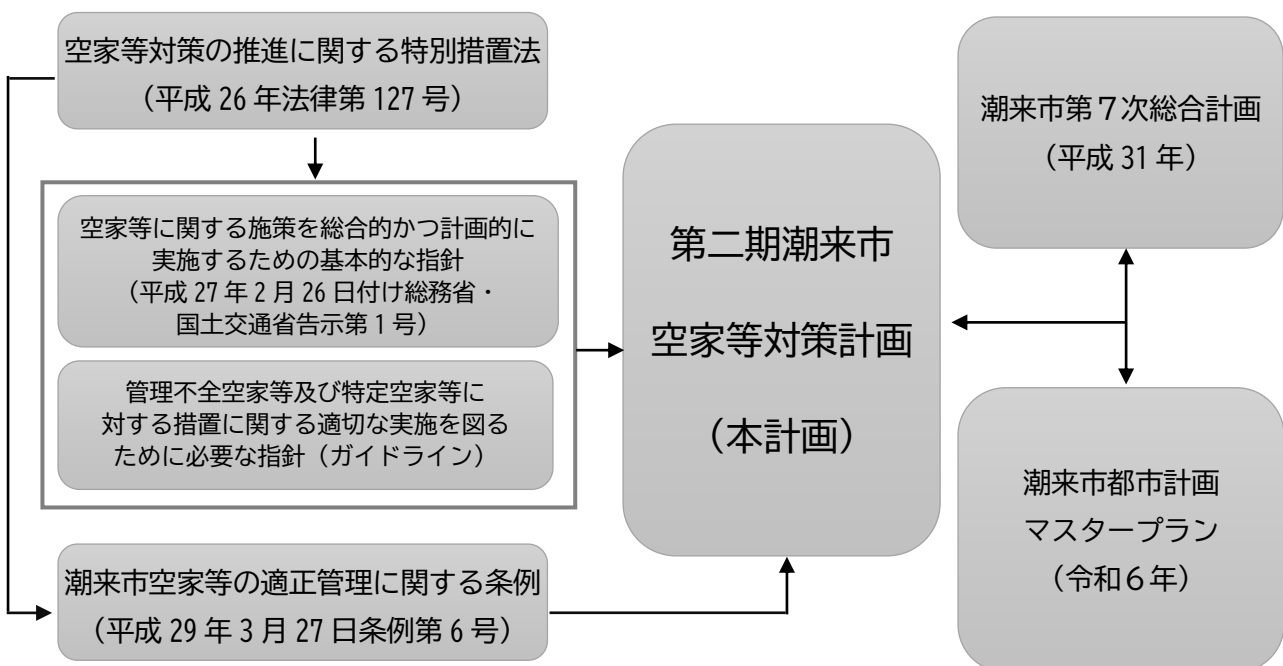 空家等対策の推進に関する特別措置法
（平成 26 年法律第 127 号）
空家等に関する施策を総合的かつ計画的に
実施するための基本的な指針
（平成 27 年 2 月 26 日付け総務省・
国土交通省告示第 1 号）
管理不全空家等及び特定空家等に
対する措置に関する適切な実施を図る
ために必要な指針（ガイドライン）
潮来市空家等の適正管理に関する条例
（平成 29 年 3 月 27 日条例第 6 号）
第二期潮来市
空家等対策計画
（本計画）
潮来市第７次総合計画
（平成 31 年）
潮来市都市計画
マスタープラン
（令和６年）